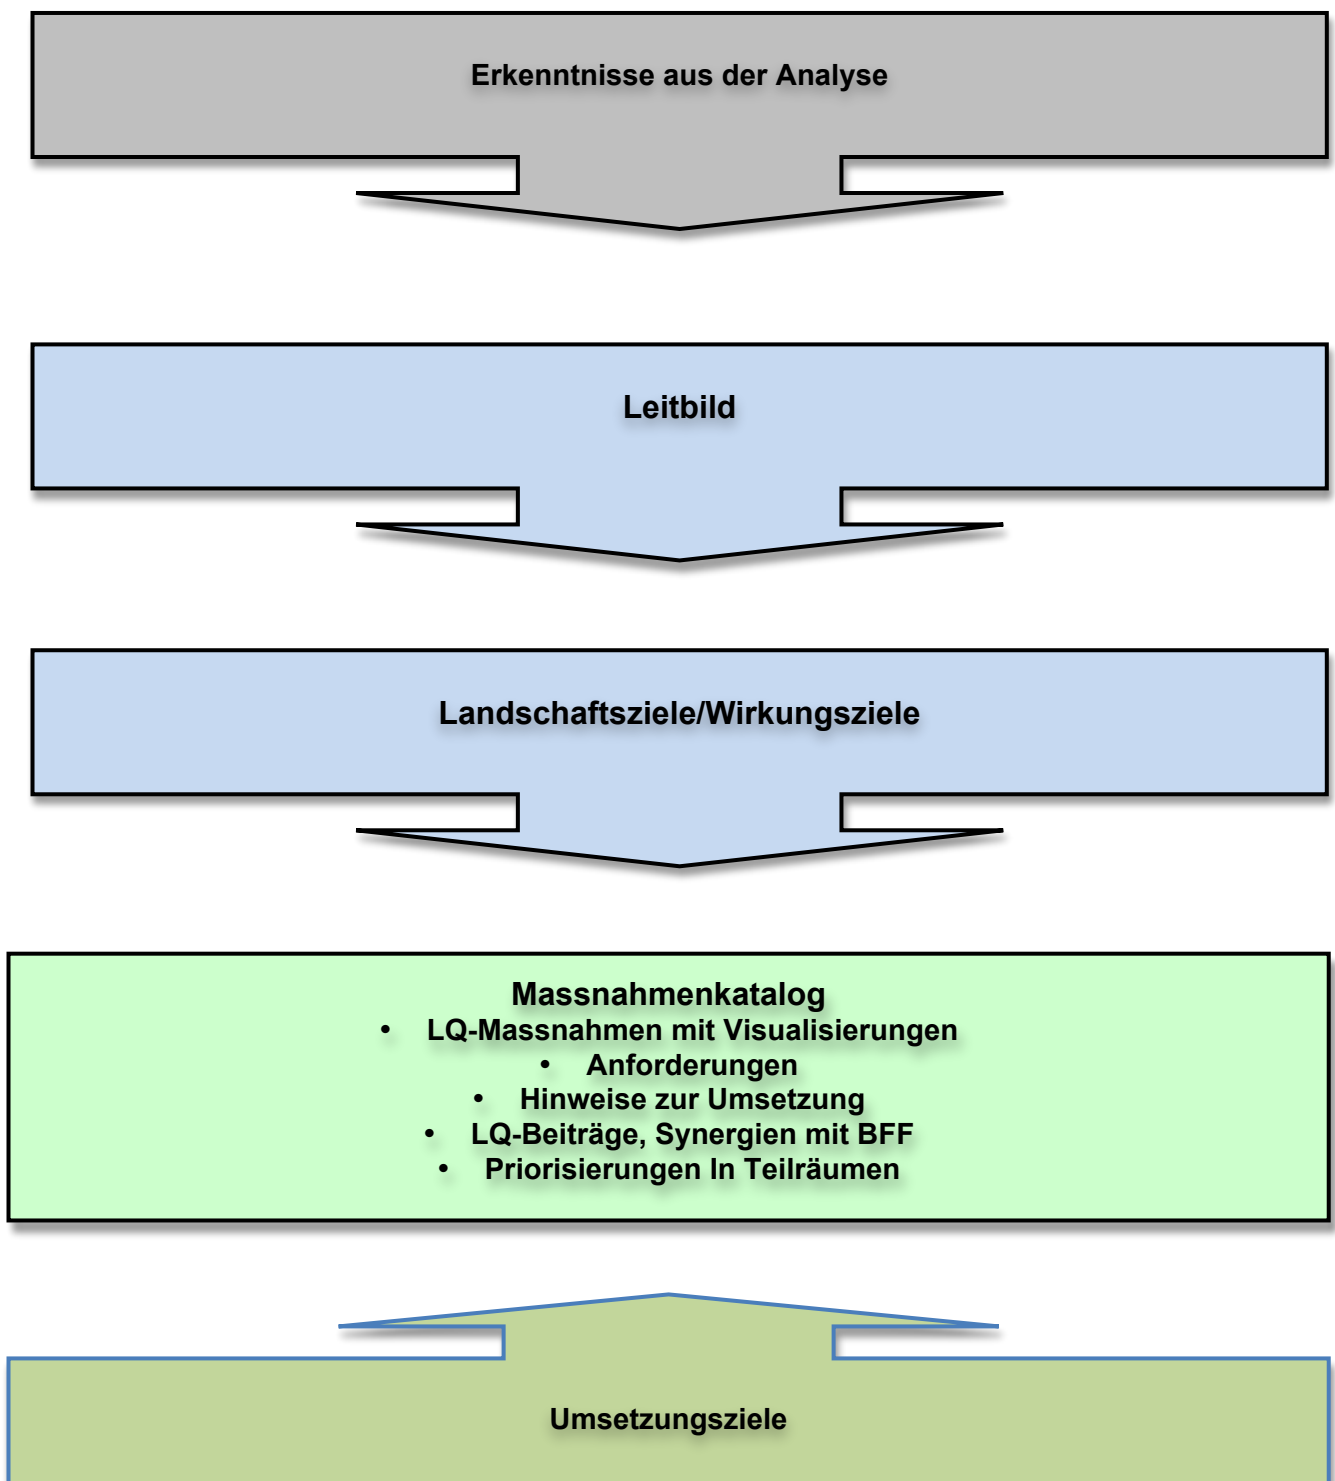 Erkenntnisse aus der Analyse
Leitbild
Landschaftsziele/Wirkungsziele
Massnahmenkatalog
• LQ-Massnahmen mit Visualisierungen
• Anforderungen
• Hinweise zur Umsetzung
• LQ-Beiträge, Synergien mit BFF
• Priorisierungen In Teilräumen
Umsetzungsziele